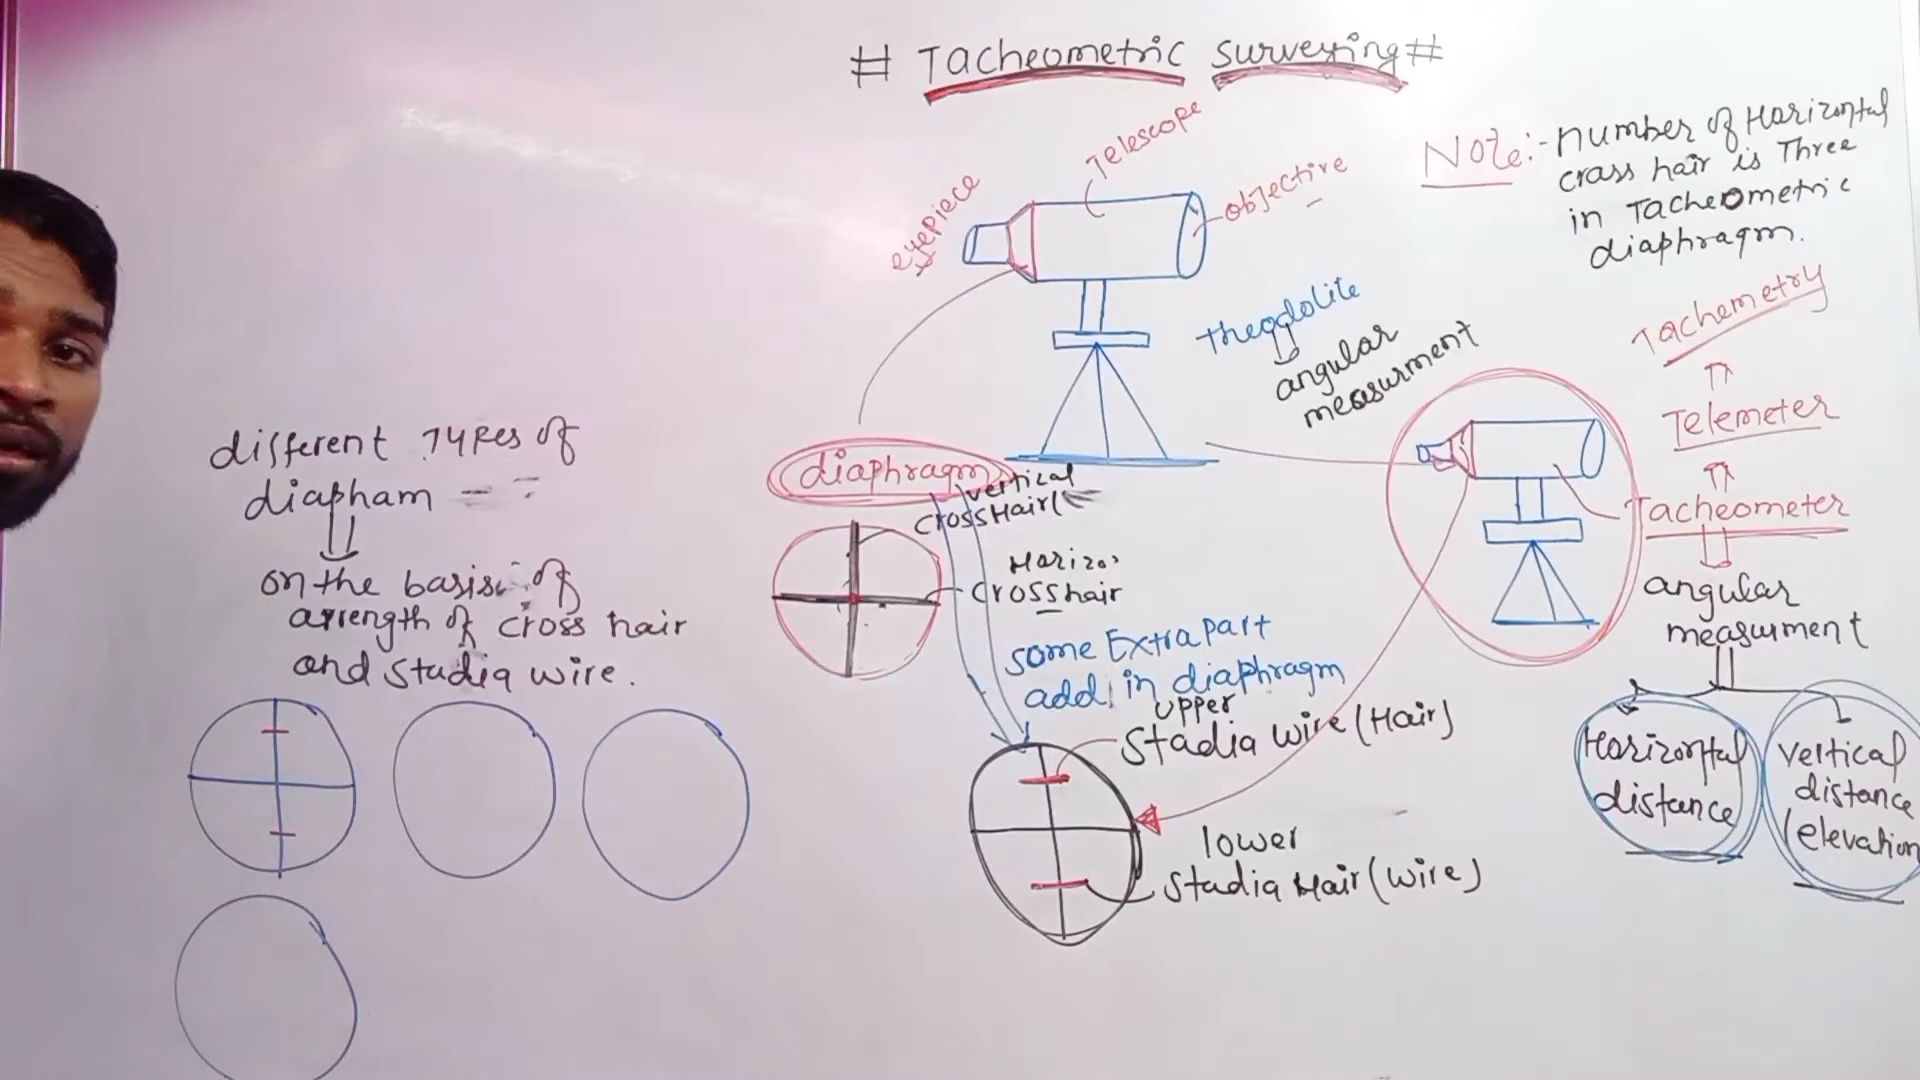 # Tacheometric surveying #
Telescope
eyepiece
objective
Note:- number of Horizontal
crass hair is Three
in Tacheometric
diaphragm.
Theodolite
angular
measurment
Tachemetry
Telemeter
Tacheometer
angular
measurment
Horizontal
distance
vertical
distance
(elevation
diaphragm
vertical
crossHair(
Horizo
crosshair
some Extra part
add in diaphragm
upper
Stadia wire (Hair)
lower
Stadia Hair (wire)
different Types of
diapham
on the basis of
arrength of cross hair
and Stadia wire.